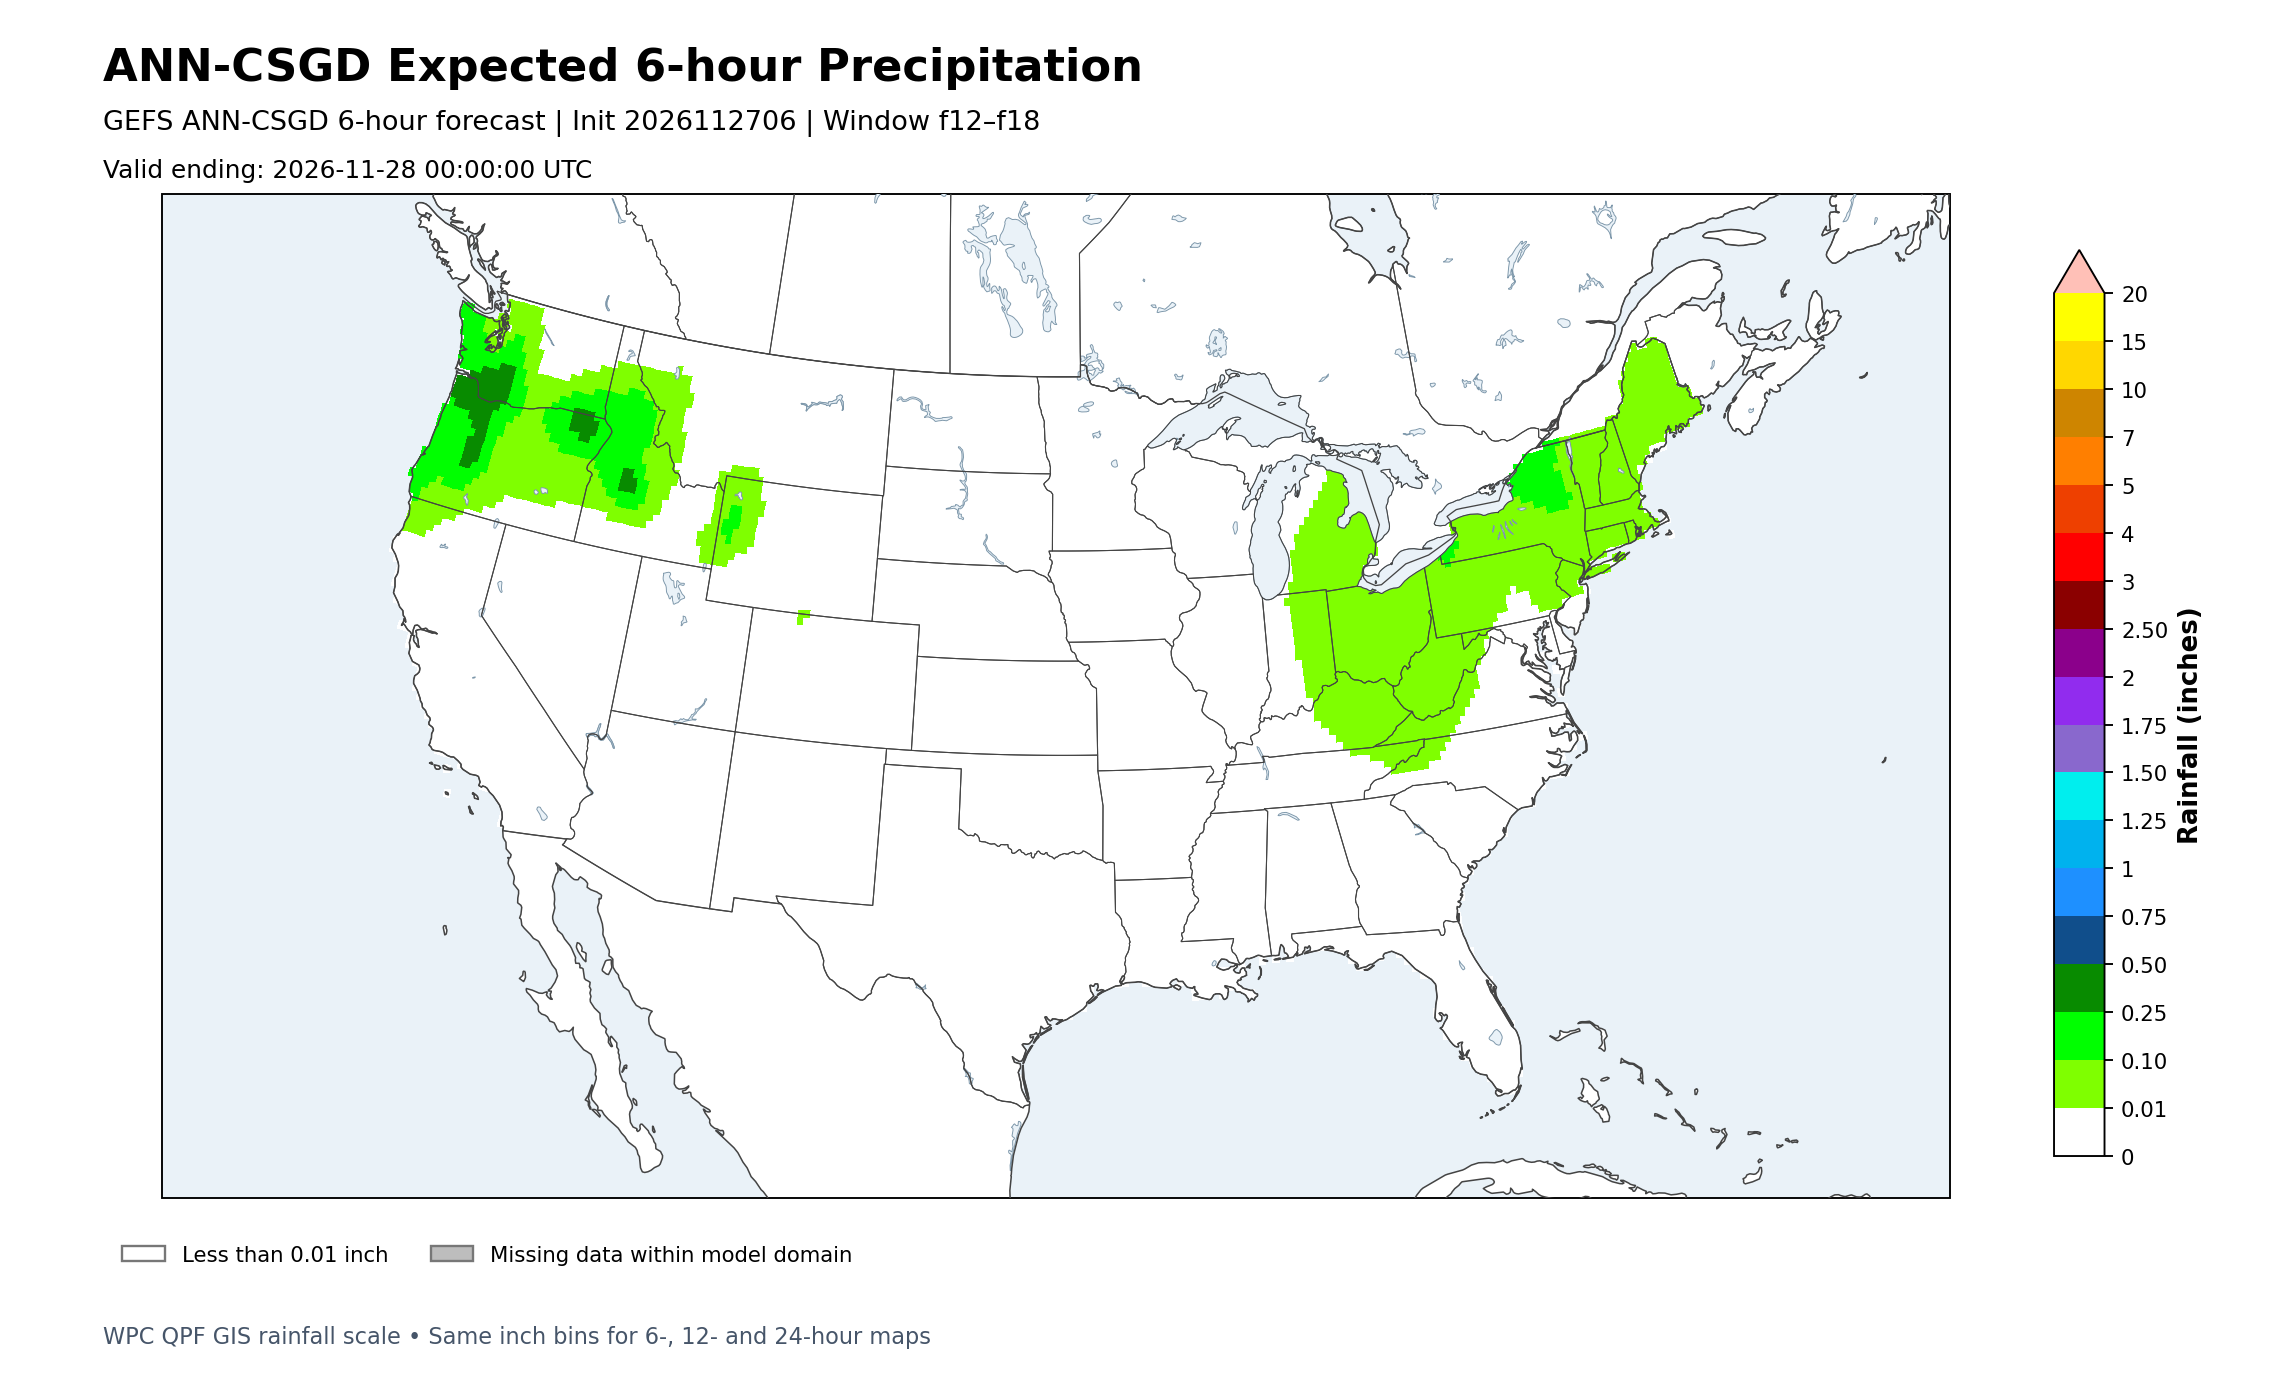 ANN-CSGD Expected 6-hour Precipitation
GEFS ANN-CSGD 6-hour forecast | Init 2026112706 | Window f12–f18
Valid ending: 2026-11-28 00:00:00 UTC
20
15
10
7
5
4
3
2.50
2
1.75
1.50
1.25
1
0.75
0.50
0.25
0.10
0.01
0
Rainfall (inches)
Less than 0.01 inch
Missing data within model domain
WPC QPF GIS rainfall scale • Same inch bins for 6-, 12- and 24-hour maps